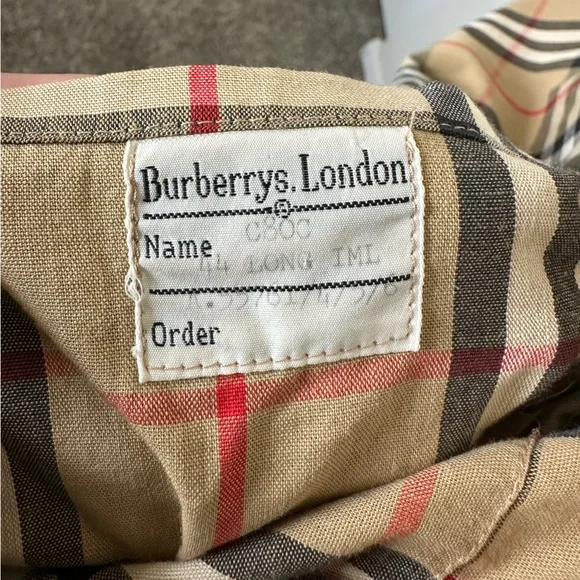 Burberrys. London
C80C
Name
44 LONG IML
Order